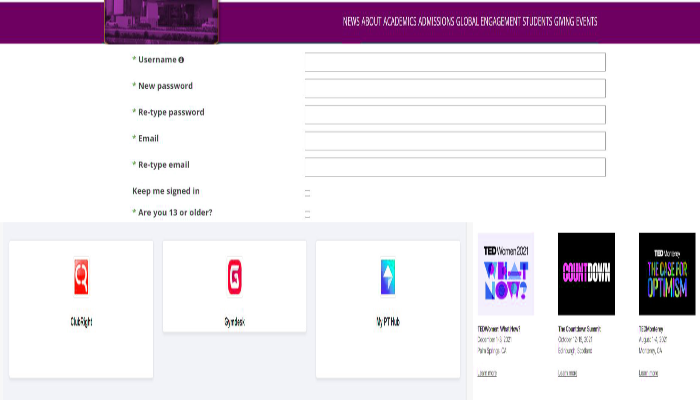 NEWS ABOUT ACADEMICS ADMISSIONS GLOBAL ENGAGEMENT STUDENTS GIVING EVENTS
* Username
* New password
* Re-type password
* Email
* Re-type email
Keep me signed in
* Are you 13 or older?
ClubRight
Gymdesk
My PT Hub
TEDWomen2021
WHAT
NOW?
TEDWomen: What Now?
December 1-3, 2021
Palm Springs, CA
Learn more
COUNTDOWN
The Countdown Summit
October 12-15, 2021
Edinburgh, Scotland
Learn more
TEDMonterey
THE CASE FOR
OPTIMISM
TEDMonterey
August 1-4, 2021
Monterey, CA
Learn more